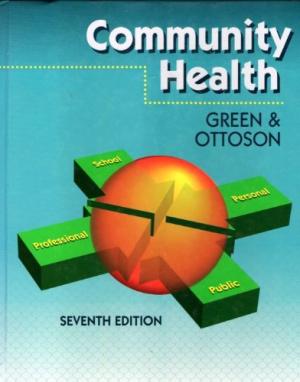 Community
Health
GREEN &
OTTOSON
School
Personal
Professional
Public
SEVENTH EDITION